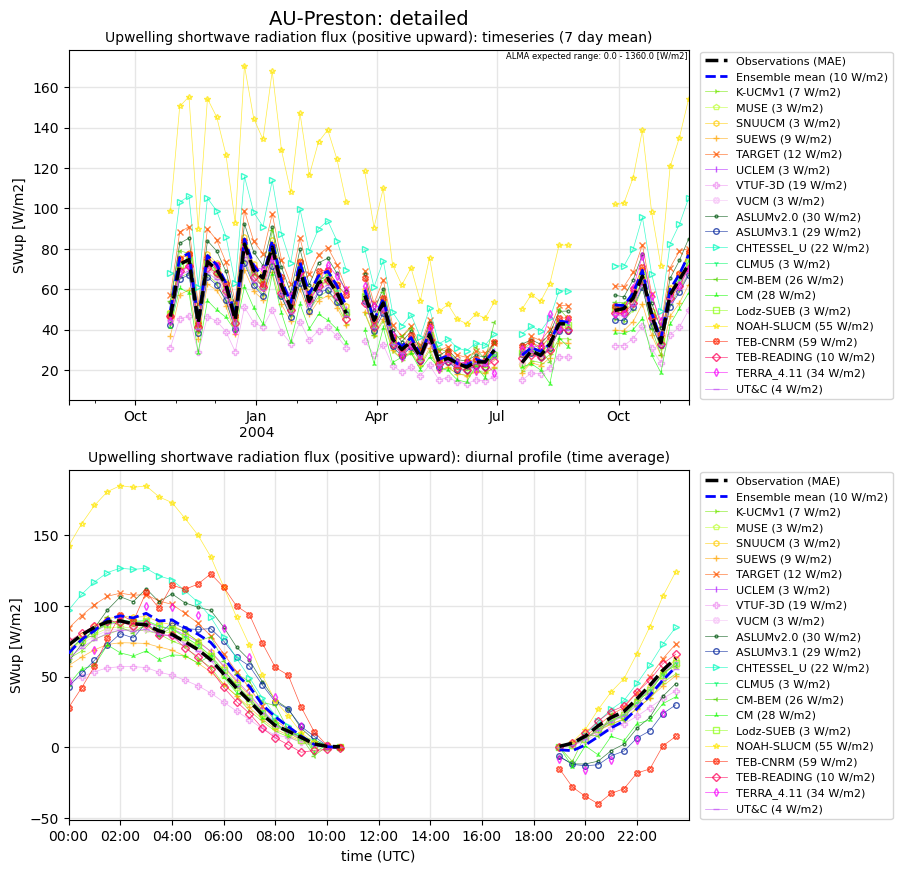 AU-Preston: detailed
Upwelling shortwave radiation flux (positive upward): timeseries (7 day mean)
ALMA expected range: 0.0 - 1360.0 [W/m2]
SWup [W/m2]
160
140
120
100
80
60
40
20
Oct
Jan
2004
Apr
Jul
Oct
Observations (MAE)
Ensemble mean (10 W/m2)
K-UCMv1 (7 W/m2)
MUSE (3 W/m2)
SNUUCM (3 W/m2)
SUEWS (9 W/m2)
TARGET (12 W/m2)
UCLEM (3 W/m2)
VTUF-3D (19 W/m2)
VUCM (3 W/m2)
ASLUMv2.0 (30 W/m2)
ASLUMv3.1 (29 W/m2)
CHTESSEL_U (22 W/m2)
CLMU5 (3 W/m2)
CM-BEM (26 W/m2)
CM (28 W/m2)
Lodz-SUEB (3 W/m2)
NOAH-SLUCM (55 W/m2)
TEB-CNRM (59 W/m2)
TEB-READING (10 W/m2)
TERRA_4.11 (34 W/m2)
UT&C (4 W/m2)
Upwelling shortwave radiation flux (positive upward): diurnal profile (time average)
SWup [W/m2]
150
100
50
0
−50
00:00
02:00
04:00
06:00
08:00
10:00
12:00
14:00
16:00
18:00
20:00
22:00
time (UTC)
Observation (MAE)
Ensemble mean (10 W/m2)
K-UCMv1 (7 W/m2)
MUSE (3 W/m2)
SNUUCM (3 W/m2)
SUEWS (9 W/m2)
TARGET (12 W/m2)
UCLEM (3 W/m2)
VTUF-3D (19 W/m2)
VUCM (3 W/m2)
ASLUMv2.0 (30 W/m2)
ASLUMv3.1 (29 W/m2)
CHTESSEL_U (22 W/m2)
CLMU5 (3 W/m2)
CM-BEM (26 W/m2)
CM (28 W/m2)
Lodz-SUEB (3 W/m2)
NOAH-SLUCM (55 W/m2)
TEB-CNRM (59 W/m2)
TEB-READING (10 W/m2)
TERRA_4.11 (34 W/m2)
UT&C (4 W/m2)